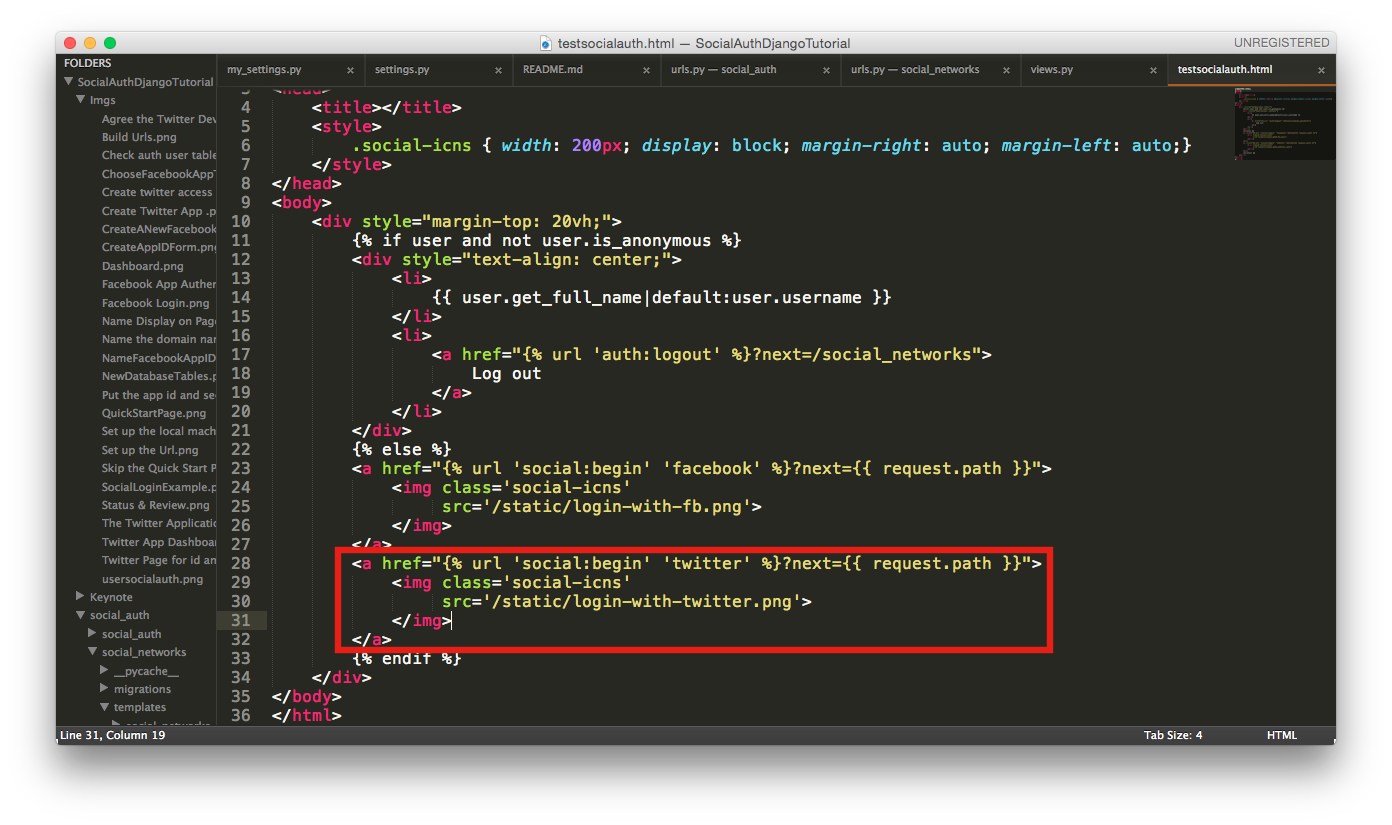 testsocialauth.html — SocialAuthDjangoTutorial
UNREGISTERED
FOLDERS
SocialAuthDjangoTutorial
Imgs
Agree the Twitter Dev
Build Urls.png
Check auth user table
ChooseFacebookApp
Create twitter access
Create Twitter App .p
CreateANewFacebook
CreateAppIDForm.png
Dashboard.png
Facebook App Auther
Facebook Login.png
Name Display on Page
Name the domain nam
NameFacebookAppID
NewDatabaseTables.p
Put the app id and se
QuickStartPage.png
Set up the local mach
Set up the Url.png
Skip the Quick Start P
SocialLoginExample.p
Status & Review.png
The Twitter Applicatio
Twitter App Dashboar
Twitter Page for id an
usersocialauth.png
Keynote
social_auth
social_auth
social_networks
__pycache__
migrations
templates
social_networks
my_settings.py ×
settings.py ×
README.md ×
urls.py — social_auth ×
urls.py — social_networks ×
views.py ×
testsocialauth.html ×
3 <head>
4 <title></title>
5 <style>
6 .social-icns { width: 200px; display: block; margin-right: auto; margin-left: auto;}
7 </style>
8 </head>
9 <body>
10 <div style="margin-top: 20vh;">
11 {% if user and not user.is_anonymous %}
12 <div style="text-align: center;">
13 <li>
14 {{ user.get_full_name|default:user.username }}
15 </li>
16 <li>
17 <a href="{% url 'auth:logout' %}?next=/social_networks">
18 Log out
19 </a>
20 </li>
21 </div>
22 {% else %}
23 <a href="{% url 'social:begin' 'facebook' %}?next={{ request.path }}">
24 <img class='social-icns'
25 src='/static/login-with-fb.png'>
26 </img>
27 </a>
28 <a href="{% url 'social:begin' 'twitter' %}?next={{ request.path }}">
29 <img class='social-icns'
30 src='/static/login-with-twitter.png'>
31 </img>
32 </a>
33 {% endif %}
34 </div>
35 </body>
36 </html>
Line 31, Column 19
Tab Size: 4
HTML